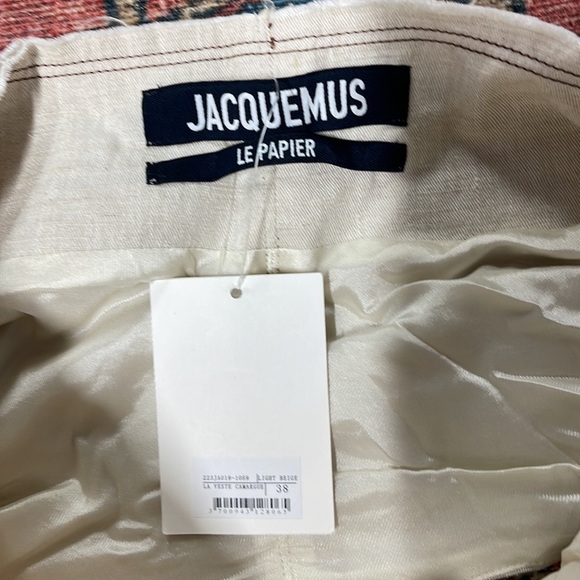 JACQUEMUS
LE PAPIER
LIGHT BEIGE
LA VESTE CAMARGUE 38